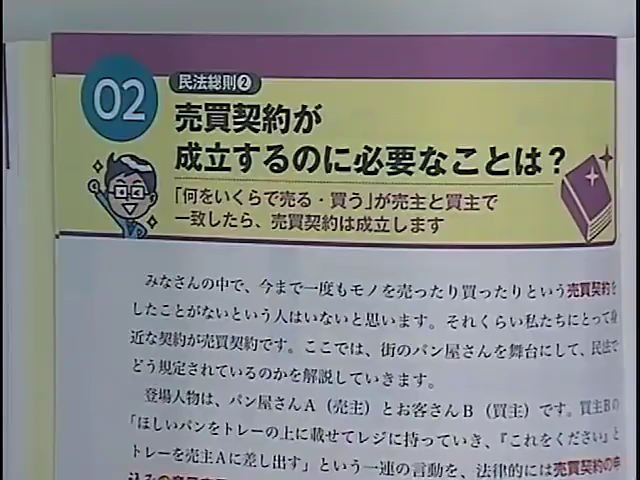 02
民法総則❷
売買契約が
成立するのに必要なことは?
「何をいくらで売る・買う」が売主と買主で
一致したら、売買契約は成立します
みなさんの中で、今まで一度もモノを売ったり買ったりという売買契約を
したことがないという人はいないと思います。それくらい私たちにとって身
近な契約が売買契約です。ここでは、街のパン屋さんを舞台にして、民法で
どう規定されているのかを解説していきます。
登場人物は、パン屋さんA（売主）とお客さんB（買主）です。買主Bの
「ほしいパンをトレーの上に載せてレジに持っていき、『これをください』と
トレーを売主Aに差し出す」という一連の言動を、法律的には売買契約の申
込み